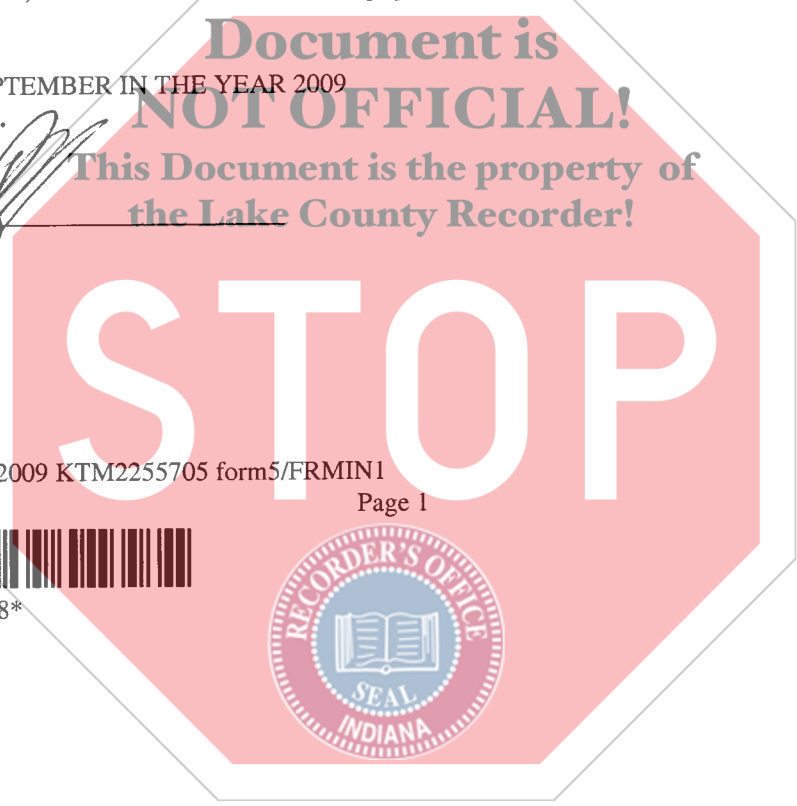 Document is
PTEMBER IN THE YEAR 2009
NOT OFFICIAL!
This Document is the property of
the Lake County Recorder!
STOP
2009 KTM2255705 form5/FRMIN1
Page 1
8*
RECORDER'S OFFICE
SEAL
INDIANA